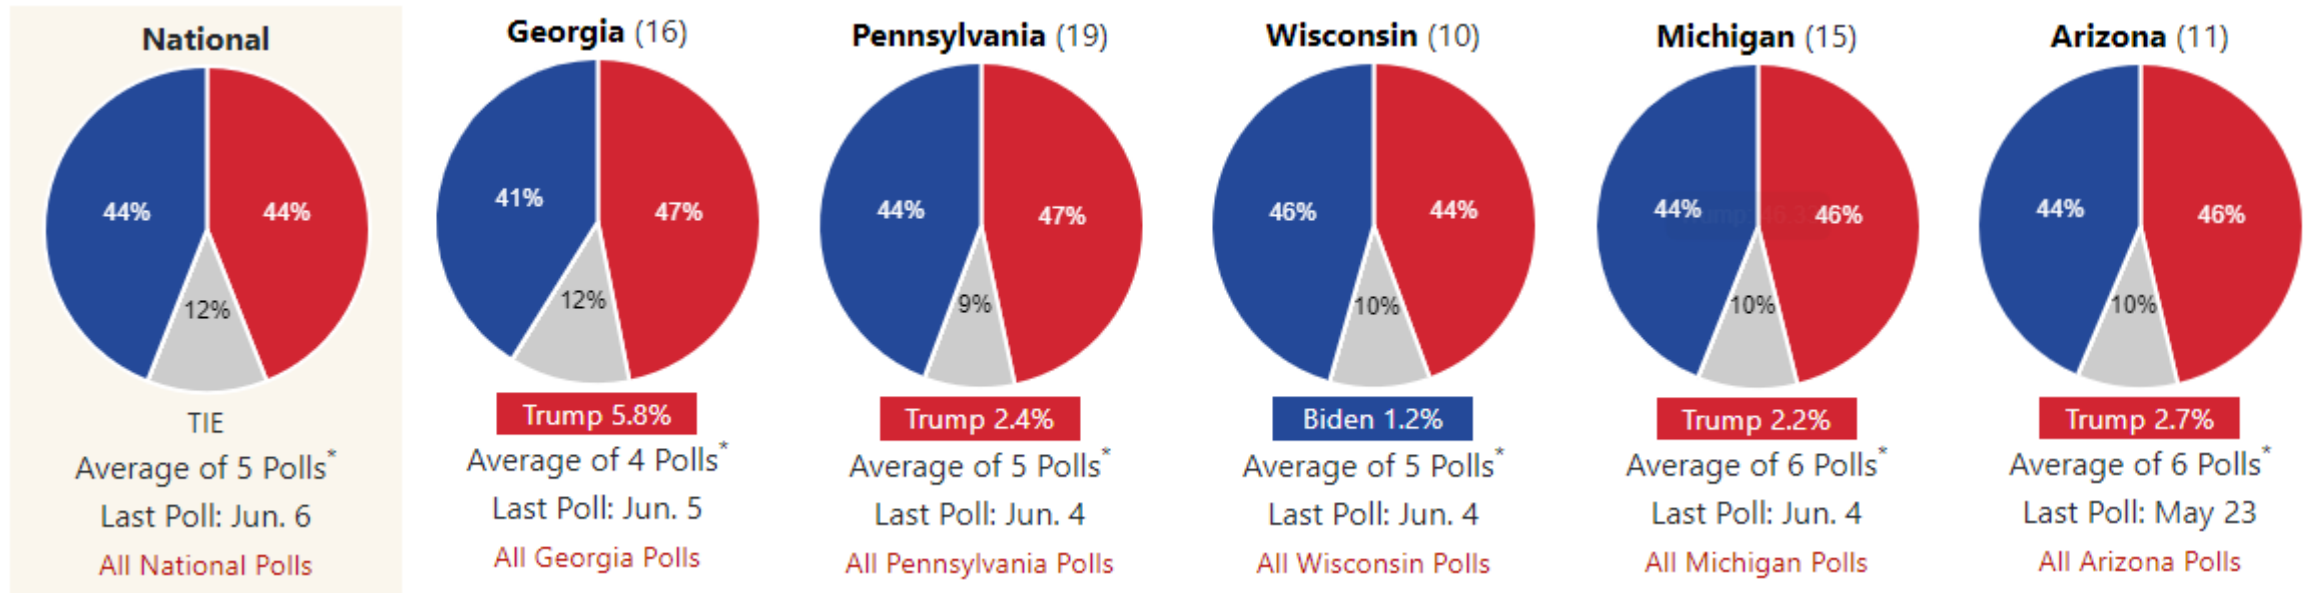 National
44%
44%
12%
TIE
Average of 5 Polls*
Last Poll: Jun. 6
All National Polls
Georgia (16)
41%
47%
12%
Trump 5.8%
Average of 4 Polls*
Last Poll: Jun. 5
All Georgia Polls
Pennsylvania (19)
44%
47%
9%
Trump 2.4%
Average of 5 Polls*
Last Poll: Jun. 4
All Pennsylvania Polls
Wisconsin (10)
46%
44%
10%
Biden 1.2%
Average of 5 Polls*
Last Poll: Jun. 4
All Wisconsin Polls
Michigan (15)
44%
46%
10%
Trump 2.2%
Average of 6 Polls*
Last Poll: Jun. 4
All Michigan Polls
Arizona (11)
44%
46%
10%
Trump 2.7%
Average of 6 Polls*
Last Poll: May 23
All Arizona Polls